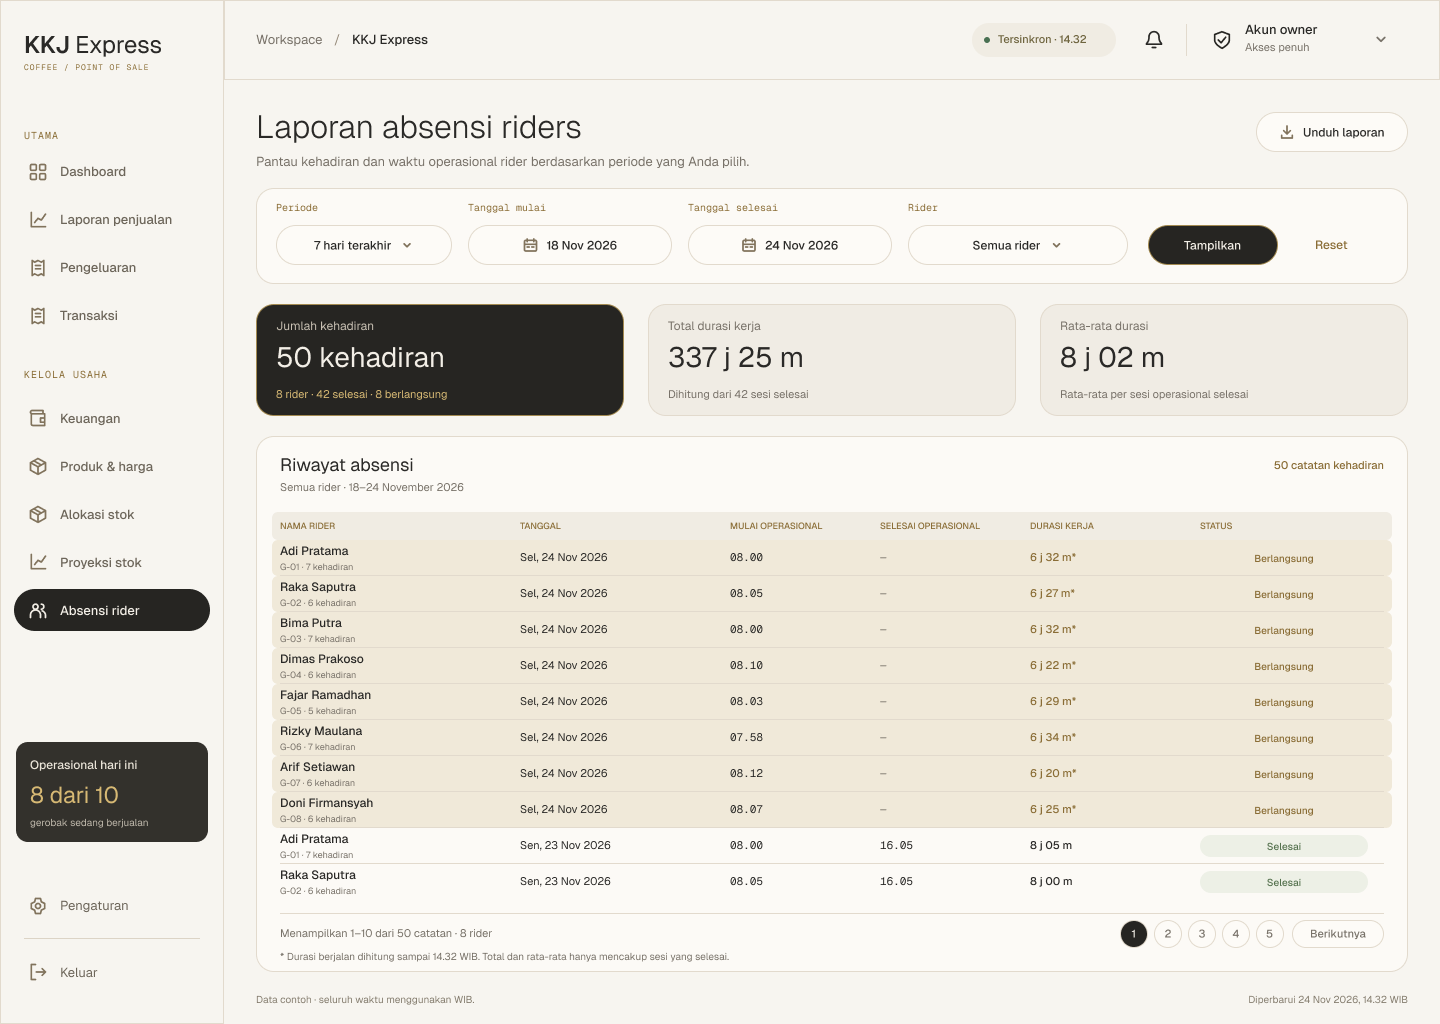 KKJ Express
COFFEE / POINT OF SALE
UTAMA
Dashboard
Laporan penjualan
Pengeluaran
Transaksi
KELOLA USAHA
Keuangan
Produk & harga
Alokasi stok
Proyeksi stok
Absensi rider
Operasional hari ini
8 dari 10
gerobak sedang berjualan
Pengaturan
Keluar
Workspace / KKJ Express
Tersinkron · 14.32
Akun owner
Akses penuh
Laporan absensi riders
Pantau kehadiran dan waktu operasional rider berdasarkan periode yang Anda pilih.
Unduh laporan
Periode Tanggal mulai Tanggal selesai Rider
7 hari terakhir 18 Nov 2026 24 Nov 2026 Semua rider Tampilkan Reset
Jumlah kehadiran
50 kehadiran
8 rider · 42 selesai · 8 berlangsung
Total durasi kerja
337 j 25 m
Dihitung dari 42 sesi selesai
Rata-rata durasi
8 j 02 m
Rata-rata per sesi operasional selesai
Riwayat absensi
Semua rider · 18–24 November 2026
50 catatan kehadiran
NAMA RIDER TANGGAL MULAI OPERASIONAL SELESAI OPERASIONAL DURASI KERJA STATUS
Adi Pratama Sel, 24 Nov 2026 08.00 – 6 j 32 m* Berlangsung
G-01 · 7 kehadiran
Raka Saputra Sel, 24 Nov 2026 08.05 – 6 j 27 m* Berlangsung
G-02 · 6 kehadiran
Bima Putra Sel, 24 Nov 2026 08.00 – 6 j 32 m* Berlangsung
G-03 · 7 kehadiran
Dimas Prakoso Sel, 24 Nov 2026 08.10 – 6 j 22 m* Berlangsung
G-04 · 6 kehadiran
Fajar Ramadhan Sel, 24 Nov 2026 08.03 – 6 j 29 m* Berlangsung
G-05 · 5 kehadiran
Rizky Maulana Sel, 24 Nov 2026 07.58 – 6 j 34 m* Berlangsung
G-06 · 7 kehadiran
Arif Setiawan Sel, 24 Nov 2026 08.12 – 6 j 20 m* Berlangsung
G-07 · 6 kehadiran
Doni Firmansyah Sel, 24 Nov 2026 08.07 – 6 j 25 m* Berlangsung
G-08 · 6 kehadiran
Adi Pratama Sen, 23 Nov 2026 08.00 16.05 8 j 05 m Selesai
G-01 · 7 kehadiran
Raka Saputra Sen, 23 Nov 2026 08.05 16.05 8 j 00 m Selesai
G-02 · 6 kehadiran
Menampilkan 1–10 dari 50 catatan · 8 rider
1 2 3 4 5 Berikutnya
* Durasi berjalan dihitung sampai 14.32 WIB. Total dan rata-rata hanya mencakup sesi yang selesai.
Data contoh · seluruh waktu menggunakan WIB.
Diperbarui 24 Nov 2026, 14.32 WIB